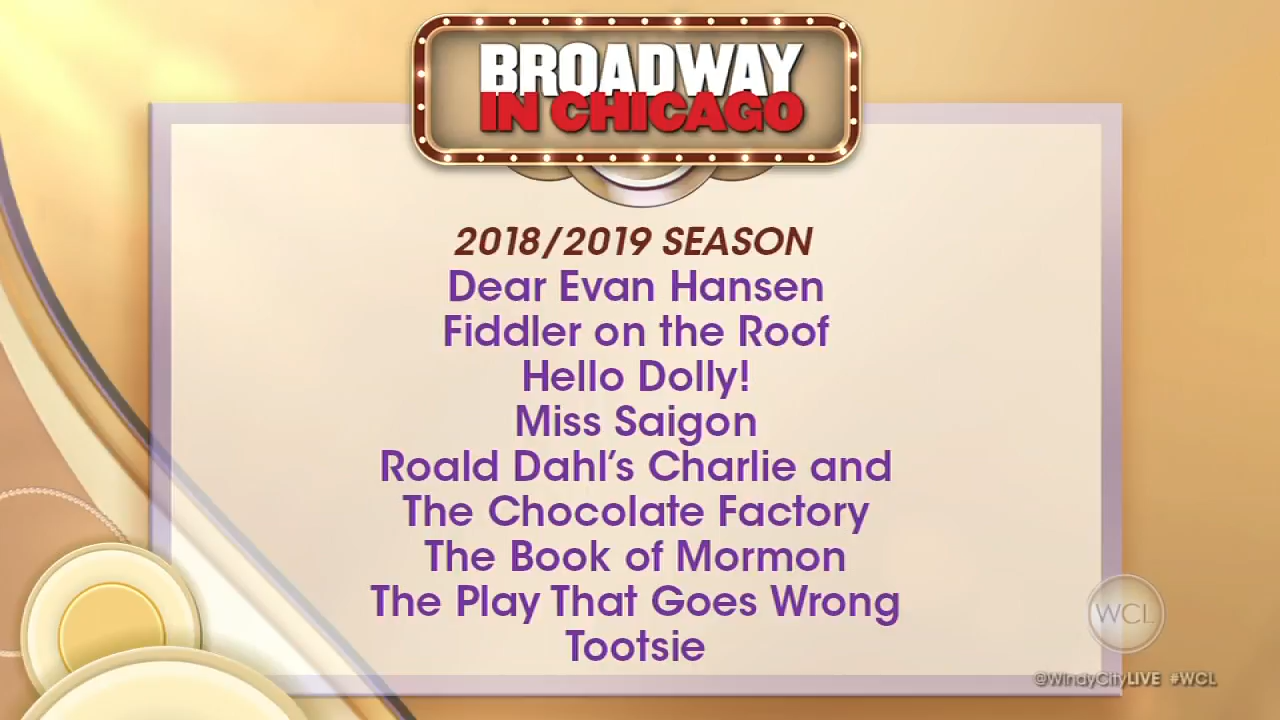 BROADWAY
IN CHICAGO
2018/2019 SEASON
Dear Evan Hansen
Fiddler on the Roof
Hello Dolly!
Miss Saigon
Roald Dahl's Charlie and
The Chocolate Factory
The Book of Mormon
The Play That Goes Wrong
Tootsie
WCL
@WindyCityLIVE #WCL